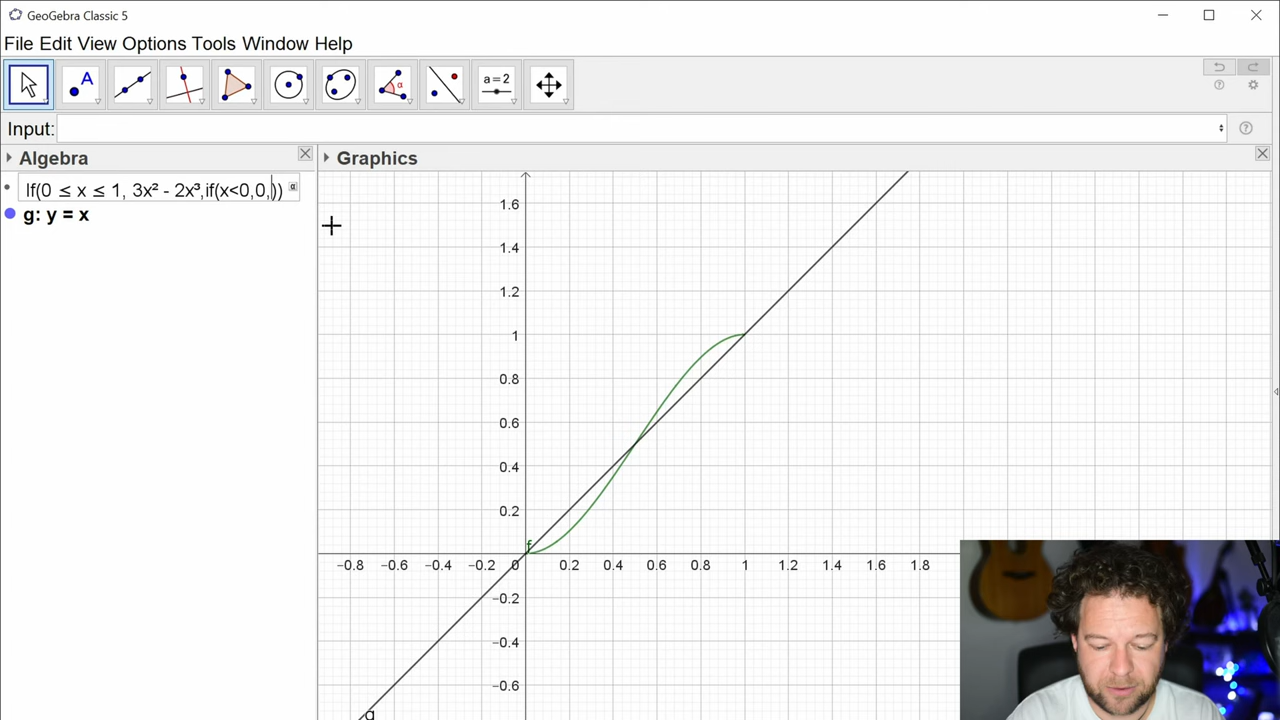 GeoGebra Classic 5
File Edit View Options Tools Window Help
A
α
a=2
Input:
Algebra
Graphics
If(0 ≤ x ≤ 1, 3x² - 2x³,if(x<0,0,))
α
g: y = x
1.6
1.4
1.2
1
0.8
0.6
0.4
0.2
f
-0.8 -0.6 -0.4 -0.2 0 0.2 0.4 0.6 0.8 1 1.2 1.4 1.6 1.8
-0.2
-0.4
-0.6
g